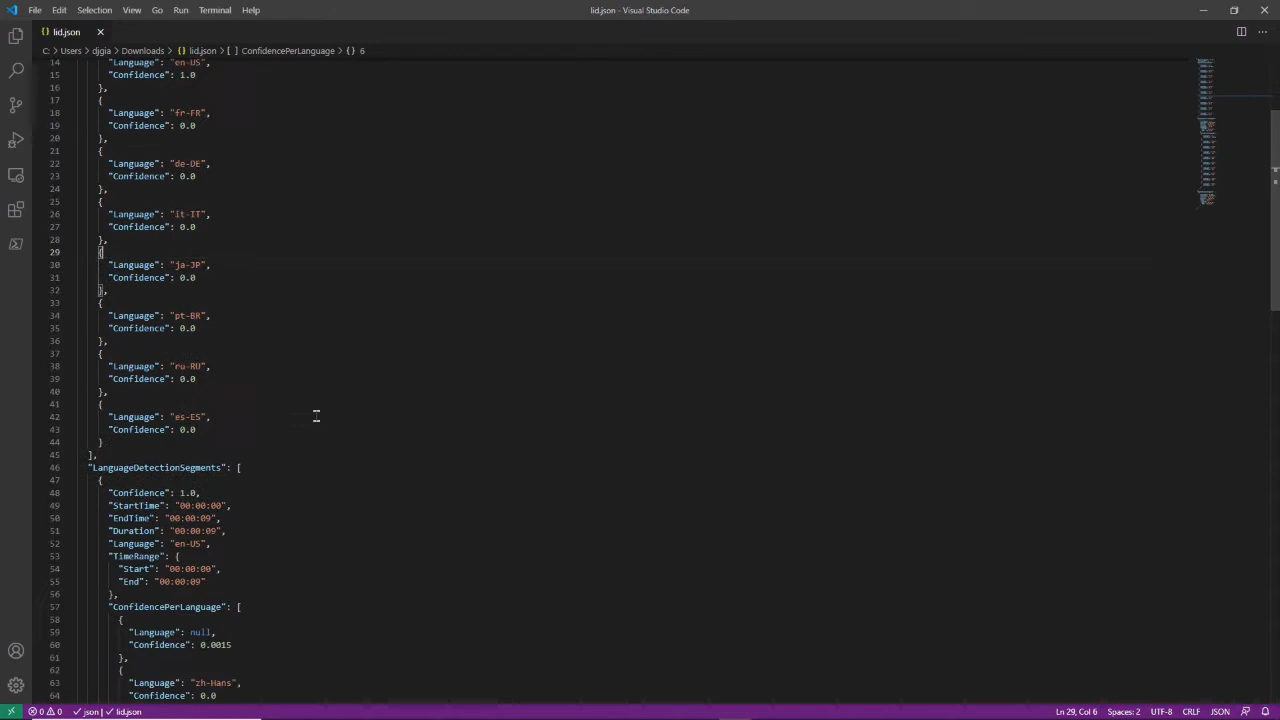 File Edit Selection View Go Run Terminal Help lid.json - Visual Studio Code
lid.json
C: Users djgia Downloads {} lid.json [ ] ConfidencePerLanguage {} 6
14 "Language": "en-US",
15 "Confidence": 1.0
16 },
17 {
18 "Language": "fr-FR",
19 "Confidence": 0.0
20 },
21 {
22 "Language": "de-DE",
23 "Confidence": 0.0
24 },
25 {
26 "Language": "it-IT",
27 "Confidence": 0.0
28 },
29 {
30 "Language": "ja-JP",
31 "Confidence": 0.0
32 },
33 {
34 "Language": "pt-BR",
35 "Confidence": 0.0
36 },
37 {
38 "Language": "ru-RU",
39 "Confidence": 0.0
40 },
41 {
42 "Language": "es-ES",
43 "Confidence": 0.0
44 }
45 ],
46 "LanguageDetectionSegments": [
47 {
48 "Confidence": 1.0,
49 "StartTime": "00:00:00",
50 "EndTime": "00:00:09",
51 "Duration": "00:00:09",
52 "Language": "en-US",
53 "TimeRange": {
54 "Start": "00:00:00",
55 "End": "00:00:09"
56 },
57 "ConfidencePerLanguage": [
58 {
59 "Language": null,
60 "Confidence": 0.0015
61 },
62 {
63 "Language": "zh-Hans",
64 "Confidence": 0.0
0 0 json lid.json Ln 29, Col 6 Spaces: 2 UTF-8 CRLF JSON